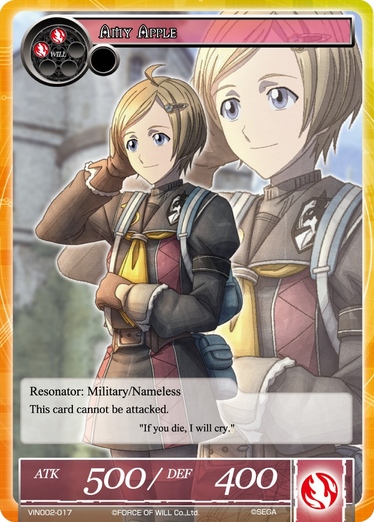 Amy Apple
WILL
Resonator: Military/Nameless
This card cannot be attacked.
"If you die, I will cry."
ATK 500/ DEF 400
VIN002-017 ©FORCE OF WILL Co.,Ltd. ©SEGA